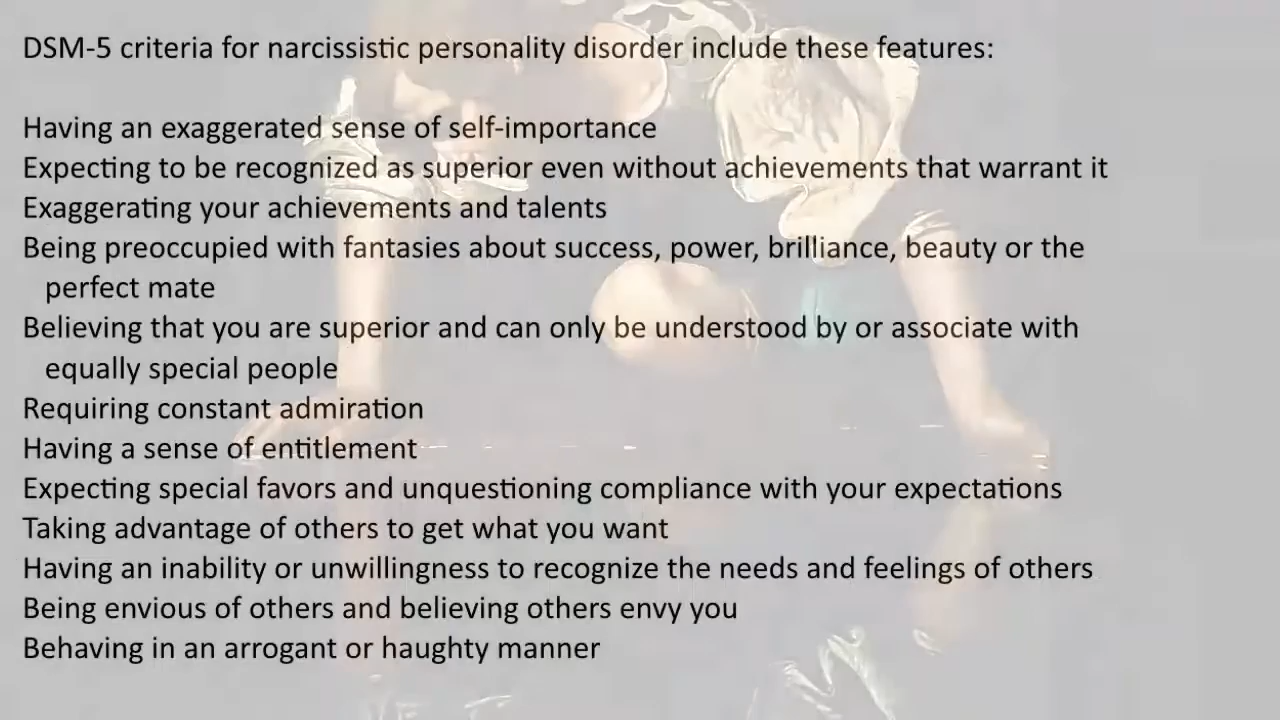 DSM-5 criteria for narcissistic personality disorder include these features:
Having an exaggerated sense of self-importance
Expecting to be recognized as superior even without achievements that warrant it
Exaggerating your achievements and talents
Being preoccupied with fantasies about success, power, brilliance, beauty or the
perfect mate
Believing that you are superior and can only be understood by or associate with
equally special people
Requiring constant admiration
Having a sense of entitlement
Expecting special favors and unquestioning compliance with your expectations
Taking advantage of others to get what you want
Having an inability or unwillingness to recognize the needs and feelings of others
Being envious of others and believing others envy you
Behaving in an arrogant or haughty manner